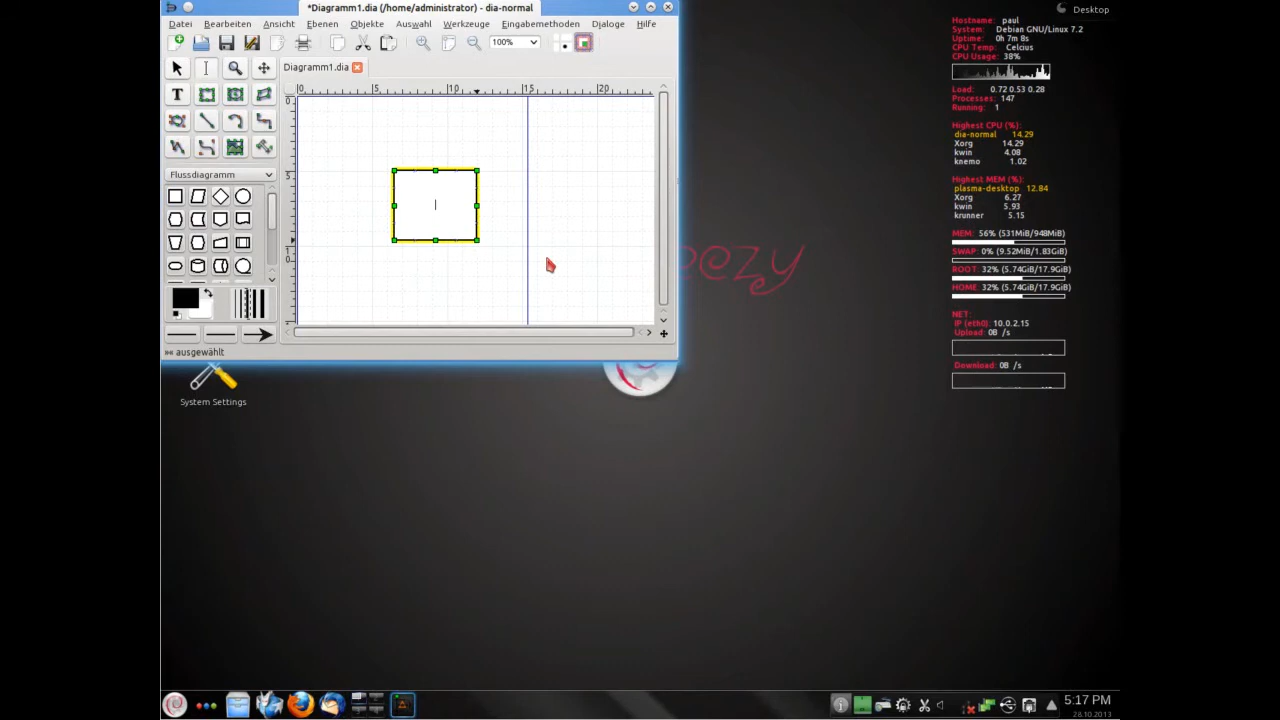 *Diagramm1.dia (/home/administrator) - dia-normal
Datei Bearbeiten Ansicht Ebenen Objekte Auswahl Werkzeuge Eingabemethoden Dialoge Hilfe
100%
Diagramm1.dia
0 5 10 15 20
0
5
Flussdiagramm
ausgewählt
System Settings
eezy
Desktop
Hostname: paul
System: Debian GNU/Linux 7.2
Uptime: 0h 7m 8s
CPU Temp: Celcius
CPU Usage: 38%
Load: 0.72 0.53 0.28
Processes: 147
Running: 1
Highest CPU (%):
dia-normal 14.29
Xorg 14.29
kwin 4.08
knemo 1.02
Highest MEM (%):
plasma-desktop 12.84
Xorg 6.27
kwin 5.93
krunner 5.15
MEM: 56% (531MiB/948MiB)
SWAP: 0% (9.52MiB/1.83GiB)
ROOT: 32% (5.74GiB/17.9GiB)
HOME: 32% (5.74GiB/17.9GiB)
NET:
IP (eth0): 10.0.2.15
Upload: 0B /s
Download: 0B /s
5:17 PM
28.10.2013